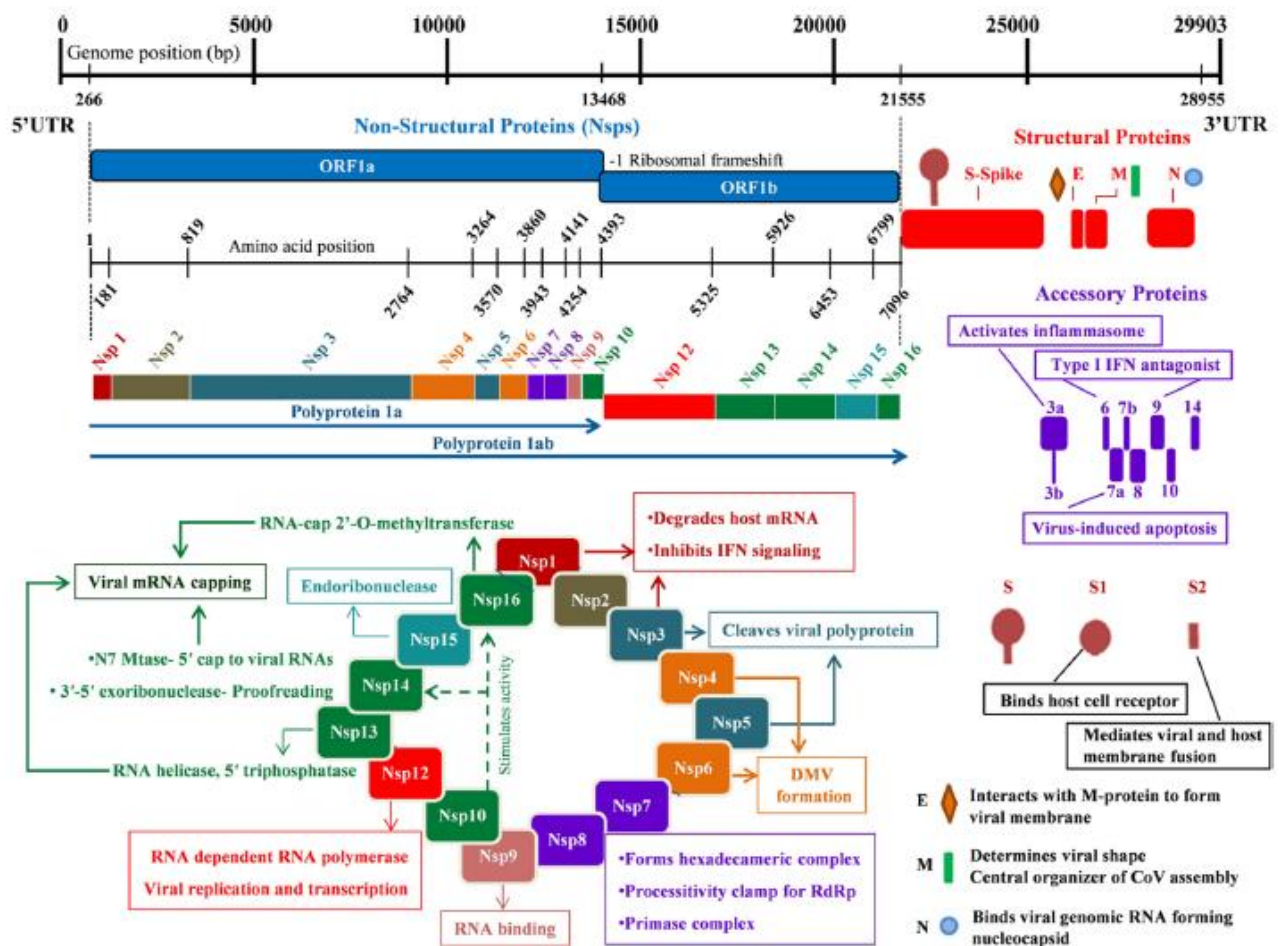 0 5000 10000 15000 20000 25000 29903
Genome position (bp)
266 13468 21555 28955
5'UTR 3'UTR
Non-Structural Proteins (Nsps)
Structural Proteins
ORF1a
-1 Ribosomal frameshift
ORF1b
S-Spike E M N
1 819 3264 3860 4141 4393 5926 6799
Amino acid position
181 2764 3570 3943 4254 5325 6453 7096
Nsp 1 Nsp 2 Nsp 3 Nsp 4 Nsp 5 Nsp 6 Nsp 7 Nsp 8 Nsp 9 Nsp 10 Nsp 12 Nsp 13 Nsp 14 Nsp 15 Nsp 16
Polyprotein 1a
Polyprotein 1ab
Accessory Proteins
Activates inflammasome
Type I IFN antagonist
3a 6 7b 9 14
3b 7a 8 10
Virus-induced apoptosis
RNA-cap 2'-O-methyltransferase
•Degrades host mRNA
•Inhibits IFN signaling
Viral mRNA capping
Endoribonuclease
Nsp1
Nsp2
Nsp3
Nsp4
Nsp5
Nsp6
Nsp7
Nsp8
Nsp9
Nsp10
Nsp12
Nsp13
Nsp14
Nsp15
Nsp16
Cleaves viral polyprotein
•N7 Mtase- 5' cap to viral RNAs
• 3'-5' exoribonuclease- Proofreading
Stimulates activity
RNA helicase, 5' triphosphatase
DMV
formation
RNA dependent RNA polymerase
Viral replication and transcription
RNA binding
•Forms hexadecameric complex
•Processitivity clamp for RdRp
•Primase complex
S S1 S2
Binds host cell receptor
Mediates viral and host
membrane fusion
E Interacts with M-protein to form
viral membrane
M Determines viral shape
Central organizer of CoV assembly
N Binds viral genomic RNA forming
nucleocapsid